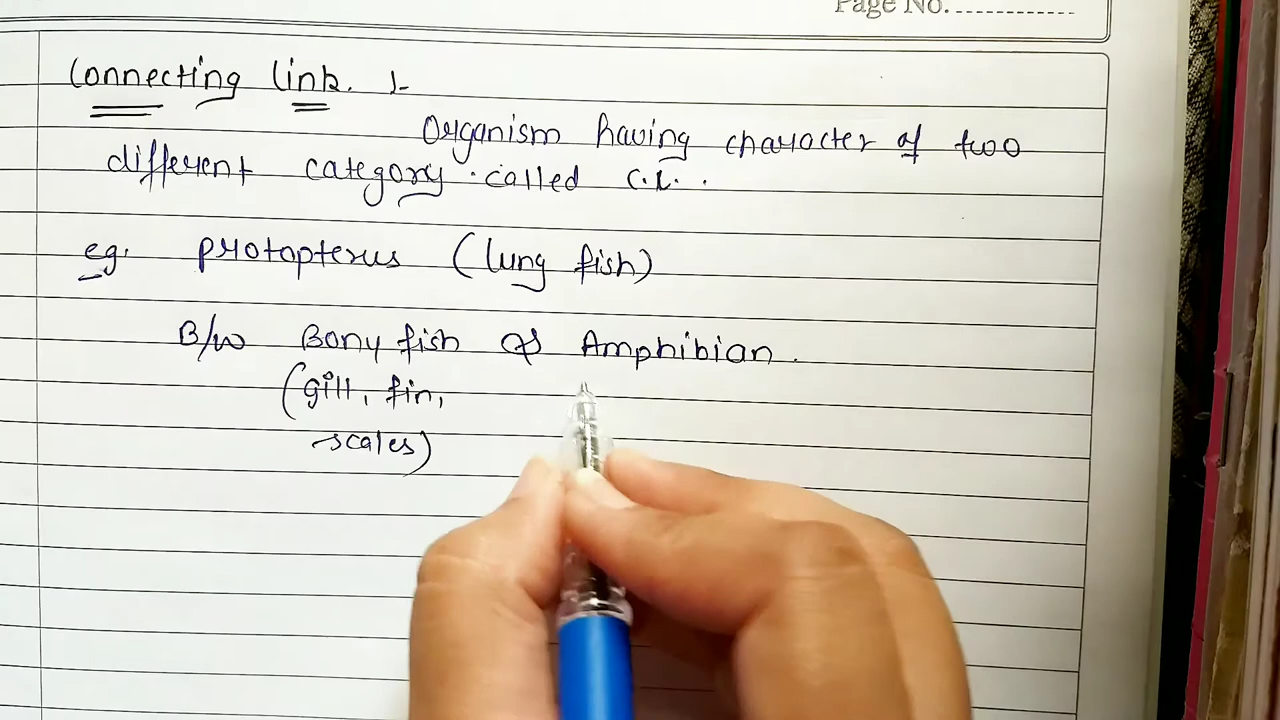 Page No.
Connecting link. :-
Organism having character of two
different category. called C.L..
eg. protopterus (lung fish)
B/w Bony fish & Amphibian.
(gill, fin,
scales)